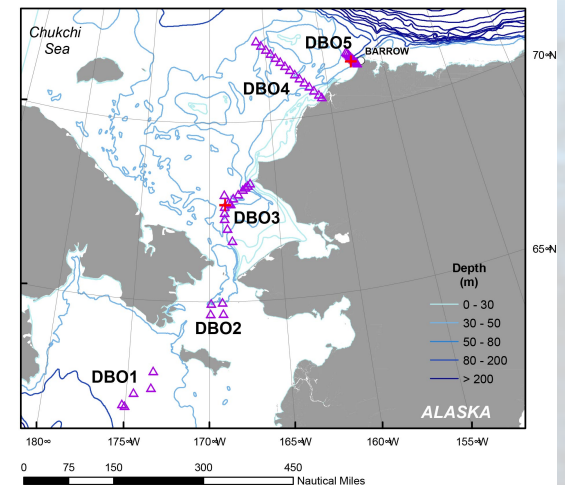 Chukchi
Sea
DBO5
BARROW
70°N
DBO4
DBO3
65°N
Depth
(m)
0 - 30
30 - 50
50 - 80
80 - 200
> 200
DBO2
DBO1
ALASKA
180°
175°W
170°W
165°W
160°W
155°W
0 75 150 300 450
Nautical Miles